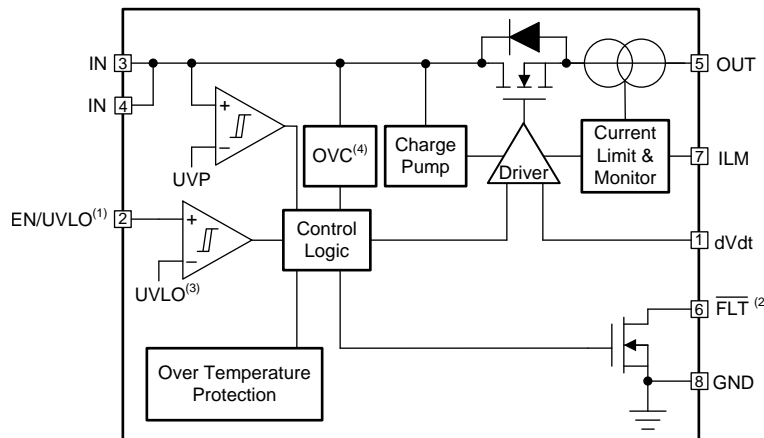 IN 3
5 OUT
IN 4
+
−
UVP
OVC(4)
Charge
Pump
Driver
Current
Limit &
Monitor
7 ILM
EN/UVLO(1) 2
+
−
UVLO(3)
Control
Logic
1 dVdt
6 FLT (2
Over Temperature
Protection
8 GND